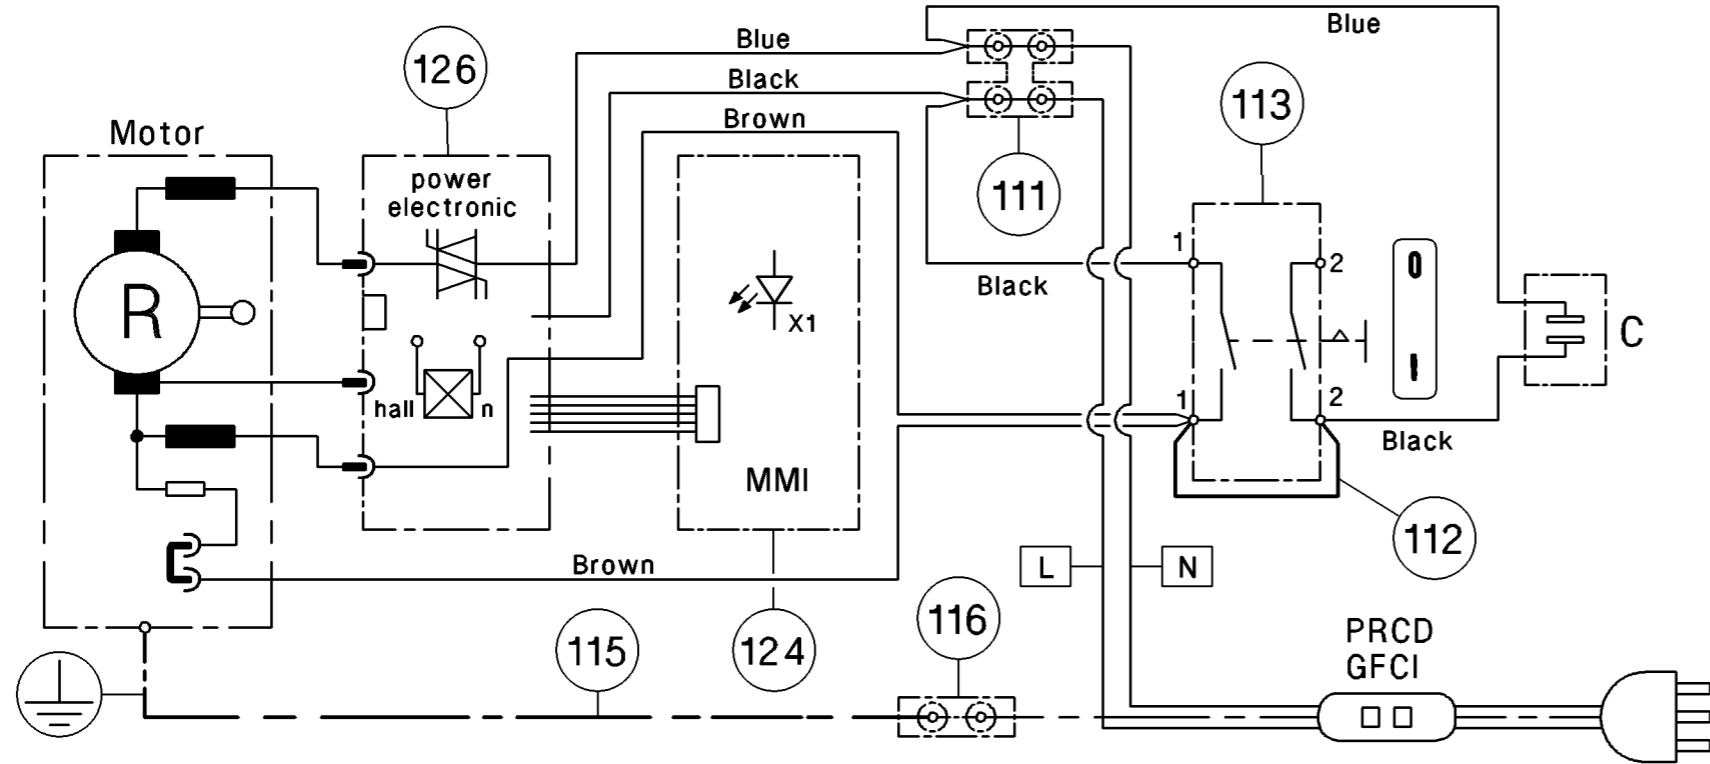 Blue
Blue
126
Black
113
Brown
Motor
111
power
electronic
1
2
0
R
Black
X1
C
hall
n
1
2
I
Black
MMI
112
L
N
Brown
116
115
124
PRCD
GFCI